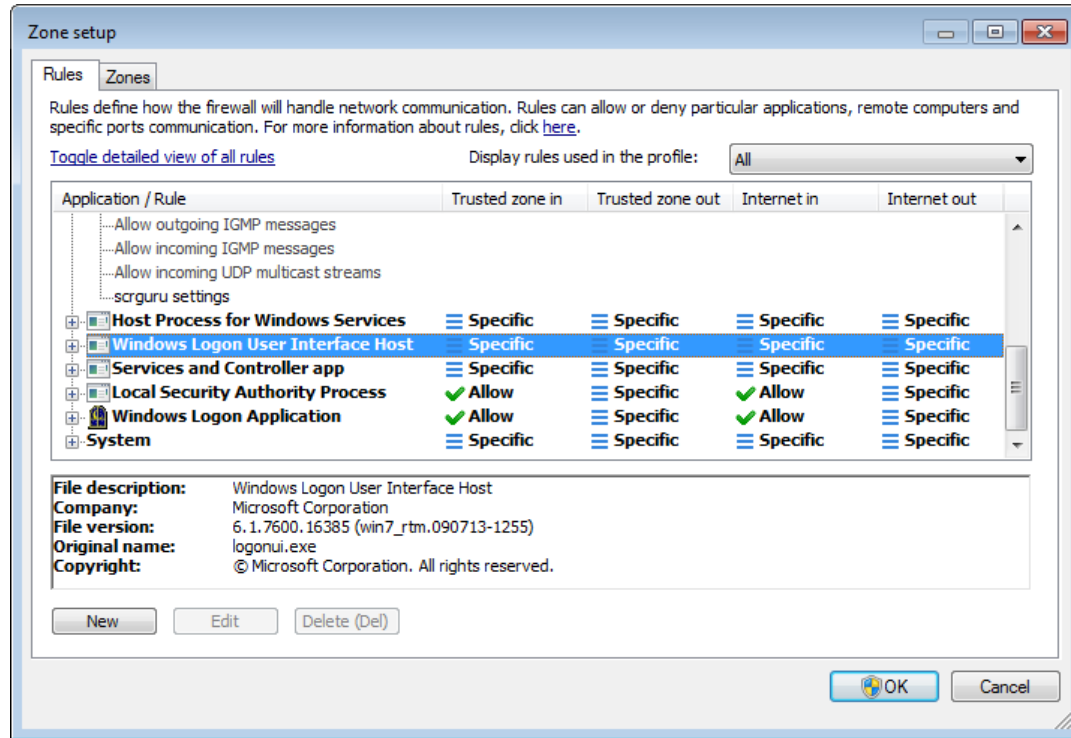 Zone setup
Rules Zones
Rules define how the firewall will handle network communication. Rules can allow or deny particular applications, remote computers and
specific ports communication. For more information about rules, click here.
Toggle detailed view of all rules Display rules used in the profile: All
Application / Rule Trusted zone in Trusted zone out Internet in Internet out
Allow outgoing IGMP messages
Allow incoming IGMP messages
Allow incoming UDP multicast streams
scrguru settings
Host Process for Windows Services Specific Specific Specific Specific
Windows Logon User Interface Host Specific Specific Specific Specific
Services and Controller app Specific Specific Specific Specific
Local Security Authority Process Allow Specific Allow Specific
Windows Logon Application Allow Specific Allow Specific
System Specific Specific Specific Specific
File description: Windows Logon User Interface Host
Company: Microsoft Corporation
File version: 6.1.7600.16385 (win7_rtm.090713-1255)
Original name: logonui.exe
Copyright: © Microsoft Corporation. All rights reserved.
New Edit Delete (Del)
OK Cancel